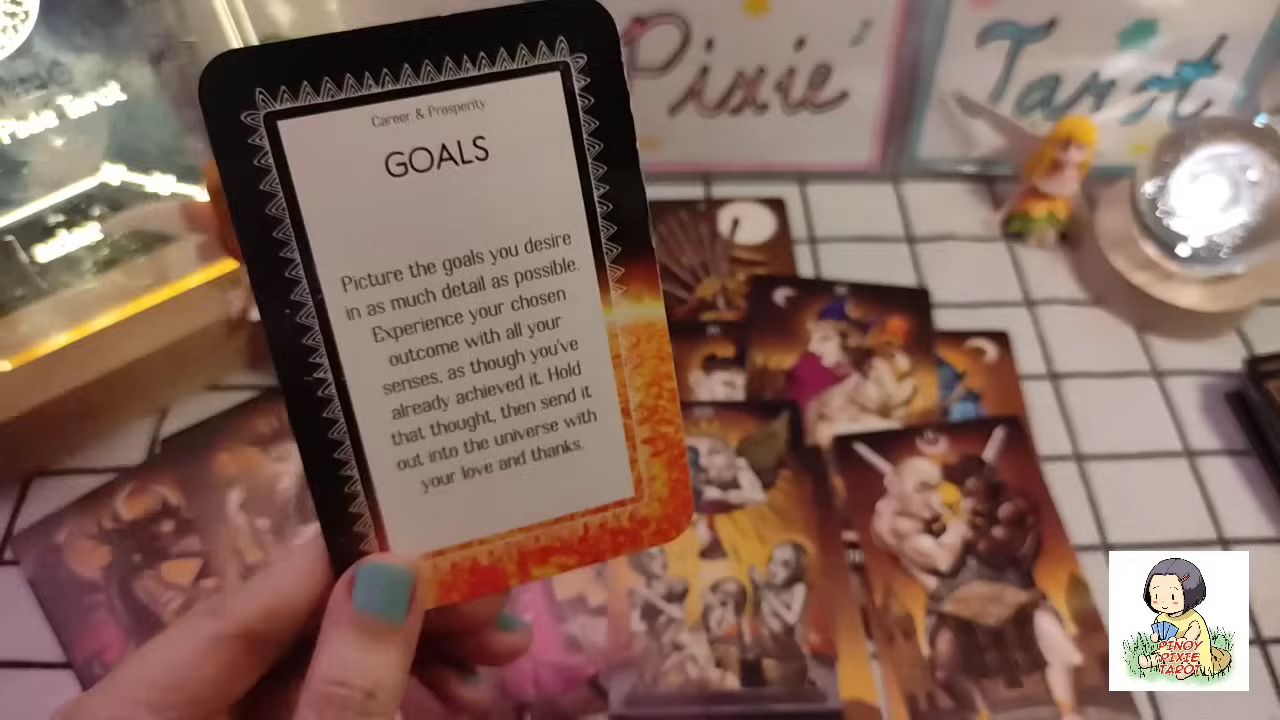 Pixie Tarot
Career & Prosperity
GOALS
Picture the goals you desire
in as much detail as possible.
Experience your chosen
outcome with all your
senses, as though you've
already achieved it. Hold
that thought, then send it
out into the universe with
your love and thanks.
Pixie
Tarot
PINOY
PIXIE
TAROT